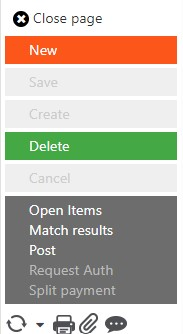 Close page
New
Save
Create
Delete
Cancel
Open Items
Match results
Post
Request Auth
Split payment